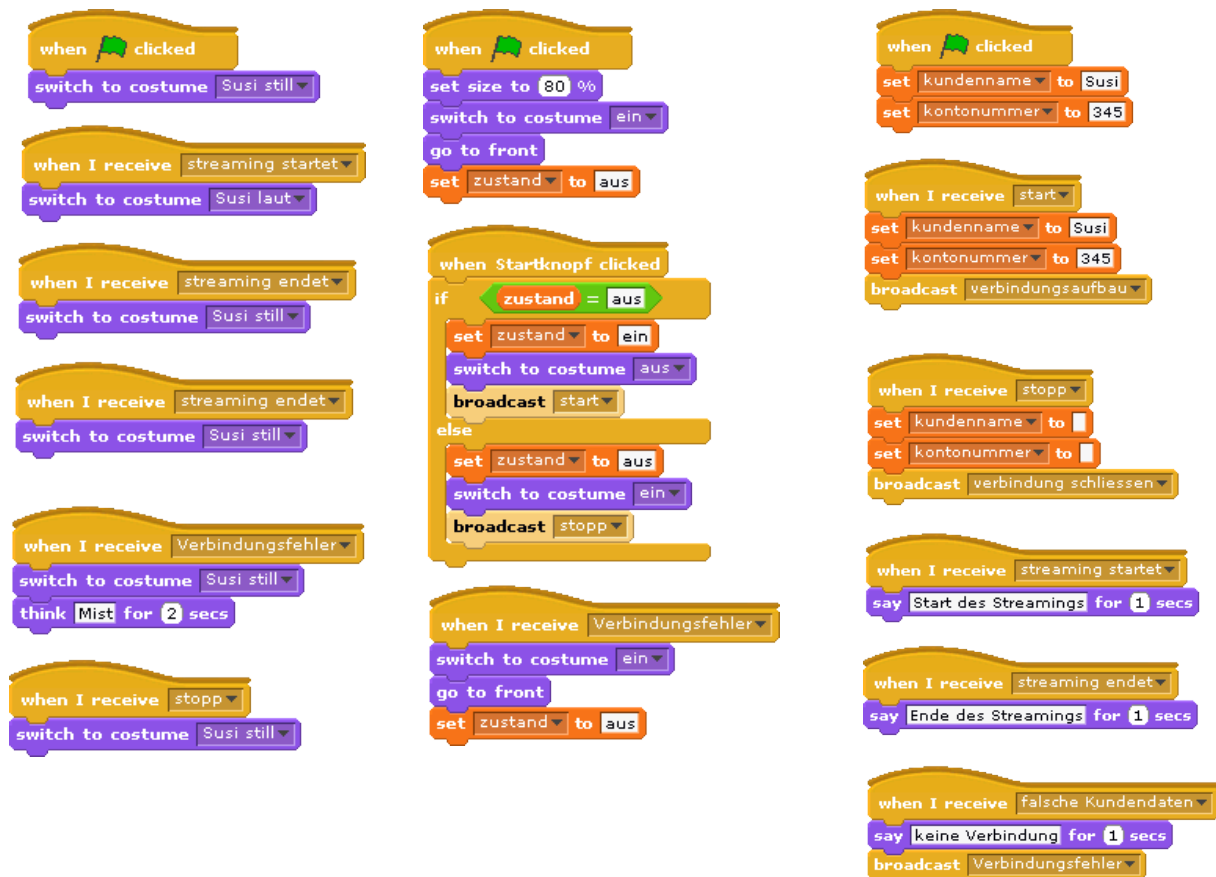 when clicked
switch to costume Susi still
when I receive streaming startet
switch to costume Susi laut
when I receive streaming endet
switch to costume Susi still
when I receive streaming endet
switch to costume Susi still
when I receive Verbindungsfehler
switch to costume Susi still
think Mist for 2 secs
when I receive stopp
switch to costume Susi still
when clicked
set size to 80 %
switch to costume ein
go to front
set zustand to aus
when Startknopf clicked
if zustand = aus
set zustand to ein
switch to costume aus
broadcast start
else
set zustand to aus
switch to costume ein
broadcast stopp
when I receive Verbindungsfehler
switch to costume ein
go to front
set zustand to aus
when clicked
set kundenname to Susi
set kontonummer to 345
when I receive start
set kundenname to Susi
set kontonummer to 345
broadcast verbindungsaufbau
when I receive stopp
set kundenname to
set kontonummer to
broadcast verbindung schliessen
when I receive streaming startet
say Start des Streamings for 1 secs
when I receive streaming endet
say Ende des Streamings for 1 secs
when I receive falsche Kundendaten
say keine Verbindung for 1 secs
broadcast Verbindungsfehler